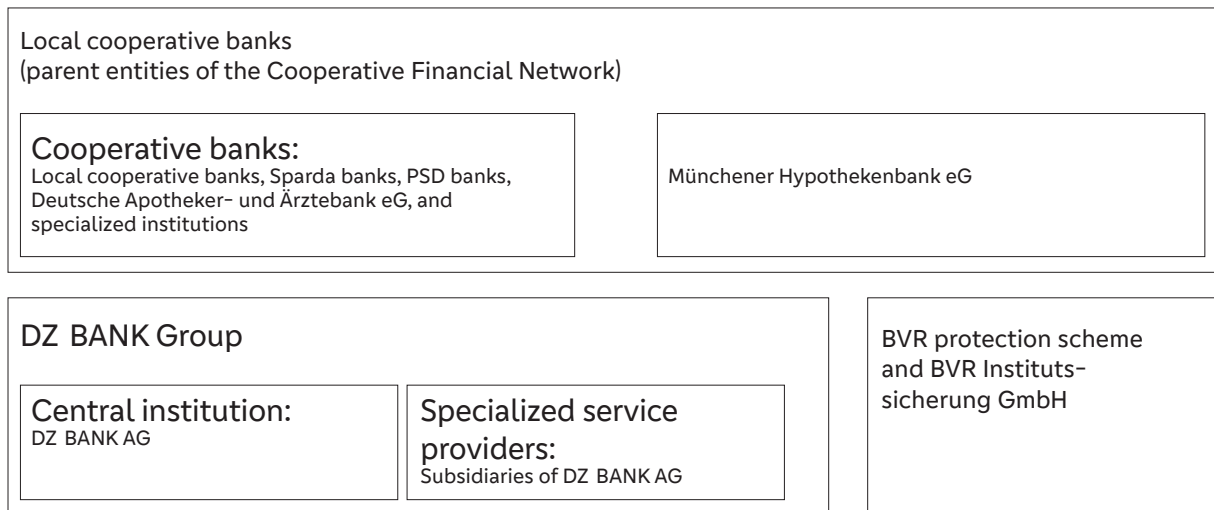 Local cooperative banks
(parent entities of the Cooperative Financial Network)
Cooperative banks:
Local cooperative banks, Sparda banks, PSD banks,
Deutsche Apotheker- und Ärztebank eG, and
specialized institutions
Münchener Hypothekenbank eG
DZ BANK Group
Central institution:
DZ BANK AG
Specialized service
providers:
Subsidiaries of DZ BANK AG
BVR protection scheme
and BVR Instituts-
sicherung GmbH